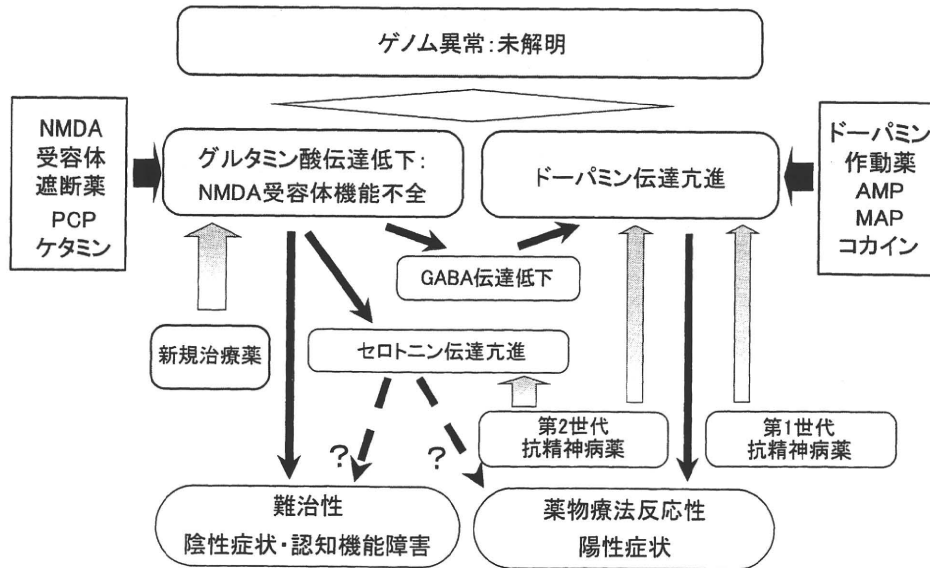 ゲノム異常:未解明
NMDA
受容体
遮断薬
PCP
ケタミン
グルタミン酸伝達低下:
NMDA受容体機能不全
ドーパミン伝達亢進
ドーパミン
作動薬
AMP
MAP
コカイン
GABA伝達低下
新規治療薬
セロトニン伝達亢進
第2世代
抗精神病薬
第1世代
抗精神病薬
?
?
難治性
陰性症状・認知機能障害
薬物療法反応性
陽性症状